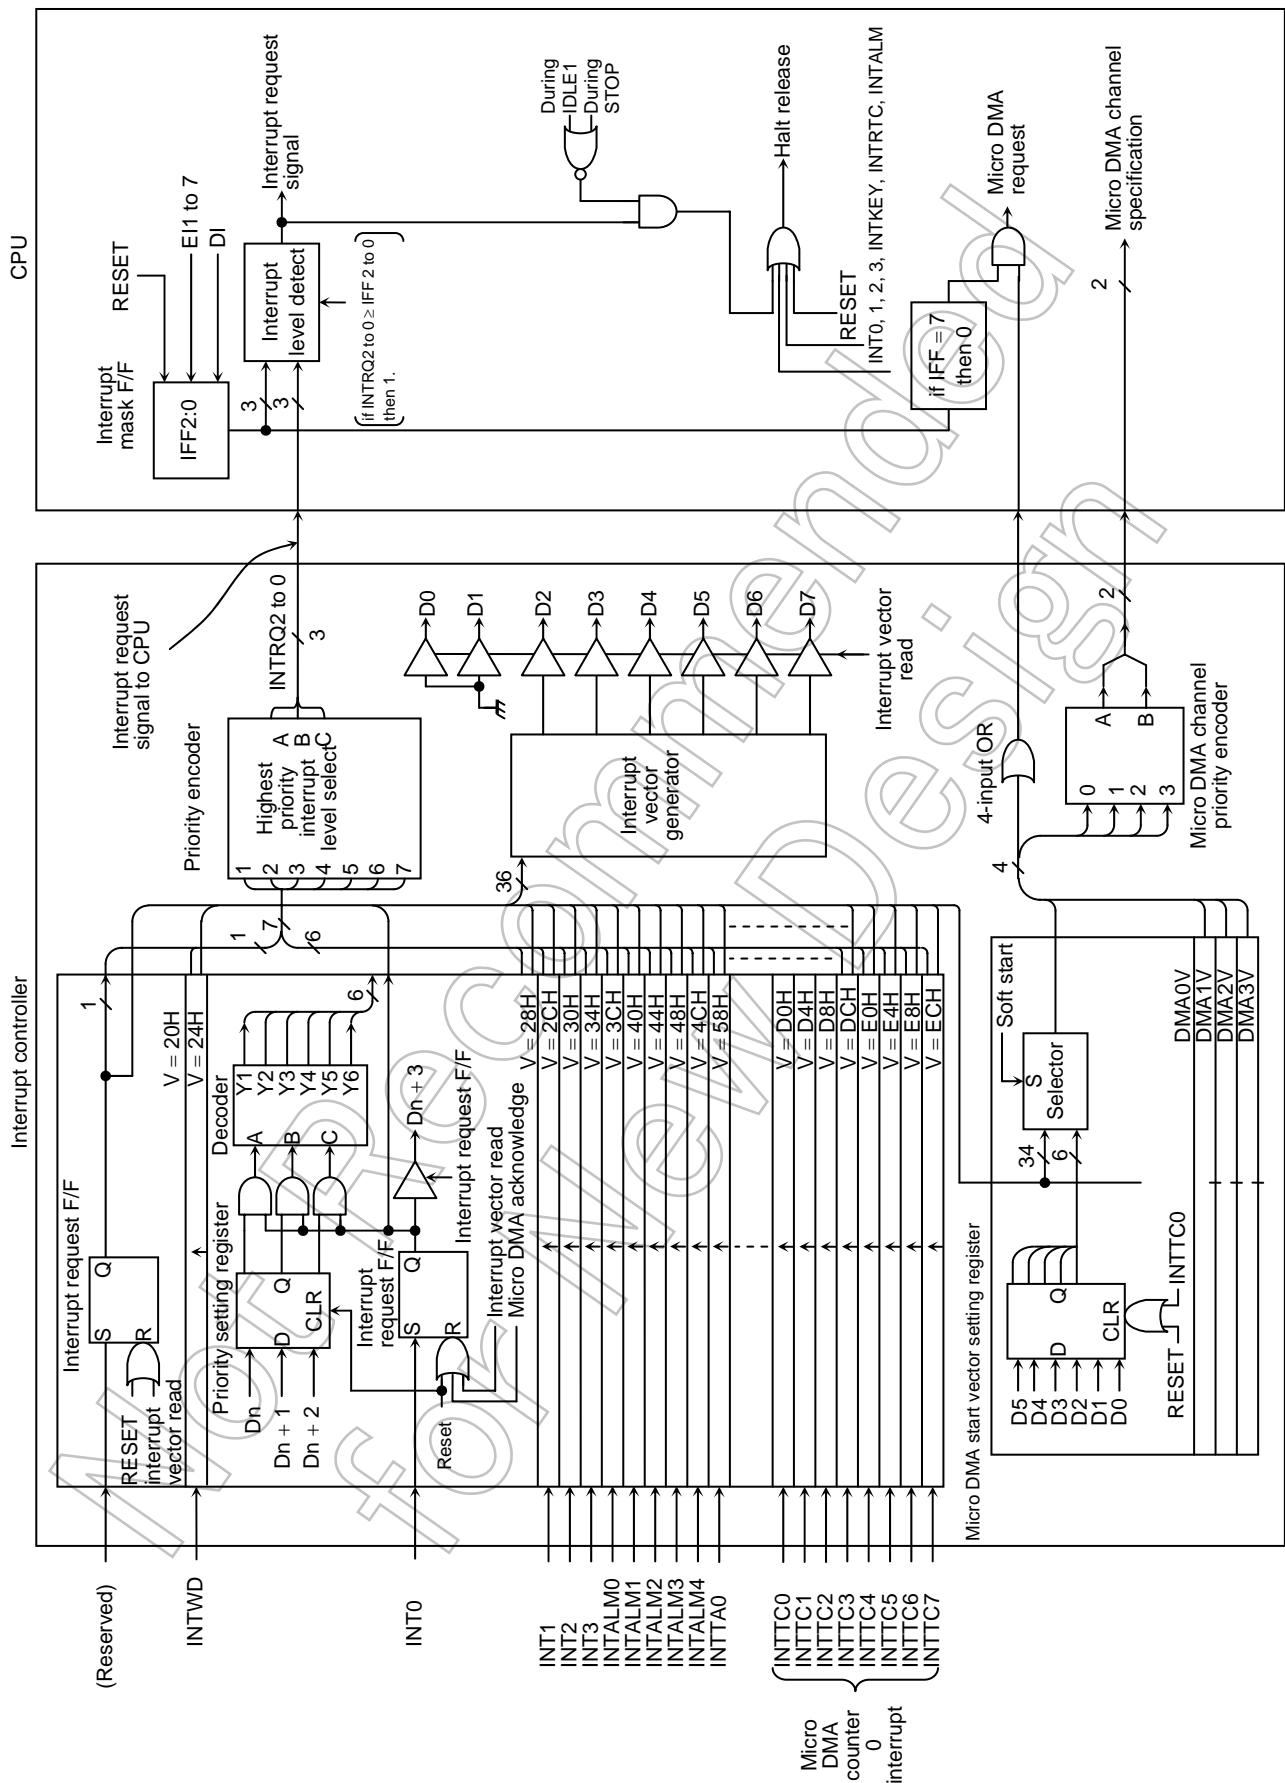 Interrupt controller
CPU
(Reserved)
INTWD
INT0
INT1
INT2
INT3
INTALM0
INTALM1
INTALM2
INTALM3
INTALM4
INTTA0
INTTC0
INTTC1
INTTC2
INTTC3
INTTC4
INTTC5
INTTC6
INTTC7
Micro
DMA
counter
0
interrupt
Interrupt request F/F
S
Q
R
RESET
interrupt
vector read
1
V = 20H
V = 24H
Priority setting register
Dn
Dn + 1
Dn + 2
D
Q
CLR
Decoder
A
B
C
Y1
Y2
Y3
Y4
Y5
Y6
6
Interrupt
request F/F
S
Q
R
Reset
Dn + 3
Interrupt request F/F
Interrupt vector read
Micro DMA acknowledge
V = 28H
V = 2CH
V = 30H
V = 34H
V = 3CH
V = 40H
V = 44H
V = 48H
V = 4CH
V = 58H
V = D0H
V = D4H
V = D8H
V = DCH
V = E0H
V = E4H
V = E8H
V = ECH
1
7
6
Priority encoder
1
2
3
4
5
6
7
Highest
priority
interrupt
level select
A
B
C
INTRQ2 to 0
3
Interrupt request
signal to CPU
36
Interrupt
vector
generator
D0
D1
D2
D3
D4
D5
D6
D7
Interrupt vector
read
Micro DMA start vector setting register
D5
D4
D3
D2
D1
D0
D
Q
CLR
RESET
INTTC0
34
6
S
Selector
Soft start
DMA0V
DMA1V
DMA2V
DMA3V
4
4-input OR
0
1
2
3
A
B
Micro DMA channel
priority encoder
2
Interrupt
mask F/F
IFF2:0
RESET
EI1 to 7
DI
3
3
Interrupt
level detect
if INTRQ2 to 0 ≥ IFF 2 to 0
then 1.
Interrupt request
signal
During
IDLE1
During
STOP
Halt release
RESET
INT0, 1, 2, 3, INTKEY, INTRTC, INTALM
if IFF = 7
then 0
Micro DMA
request
2
Micro DMA channel
specification
Not Recommended
for New Design